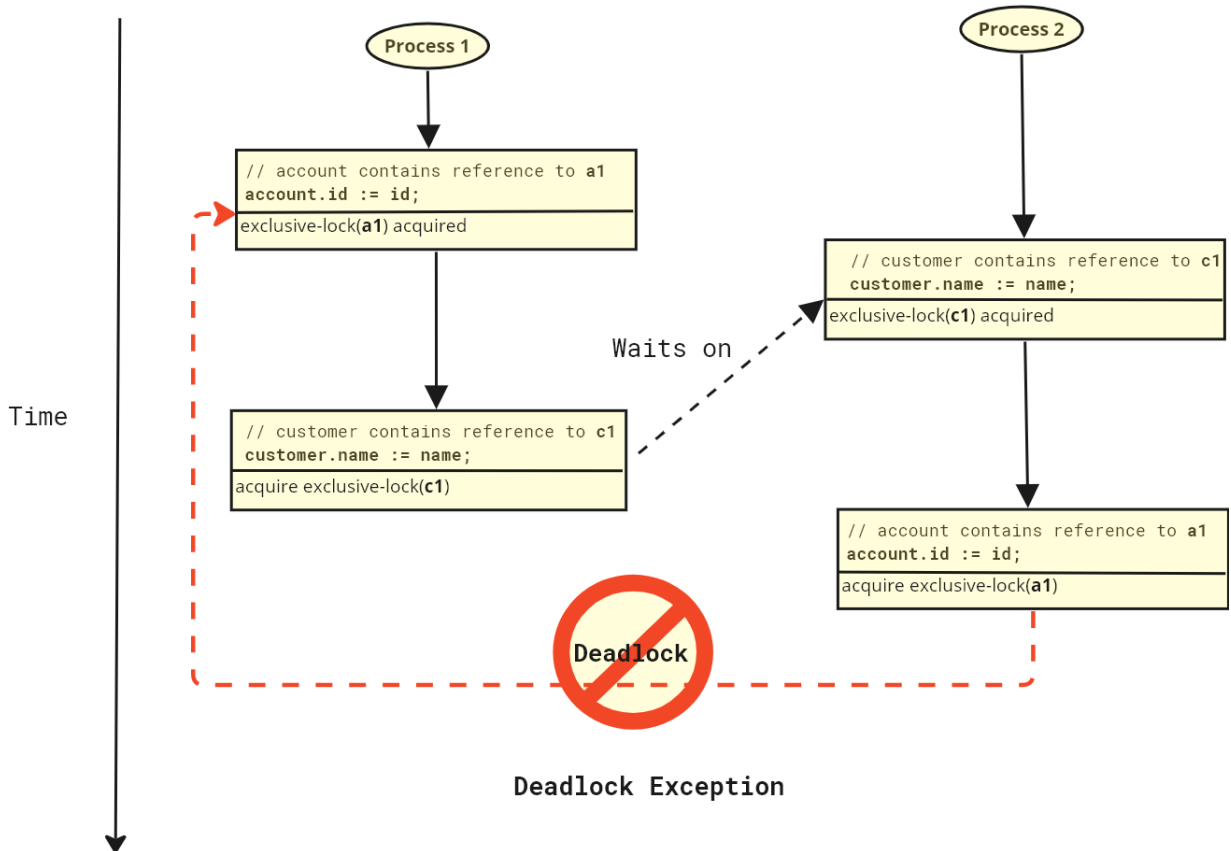 Process 1
Process 2
// account contains reference to a1
account.id := id;
exclusive-lock(a1) acquired
// customer contains reference to c1
customer.name := name;
exclusive-lock(c1) acquired
Waits on
Time
// customer contains reference to c1
customer.name := name;
acquire exclusive-lock(c1)
// account contains reference to a1
account.id := id;
acquire exclusive-lock(a1)
Deadlock
Deadlock Exception